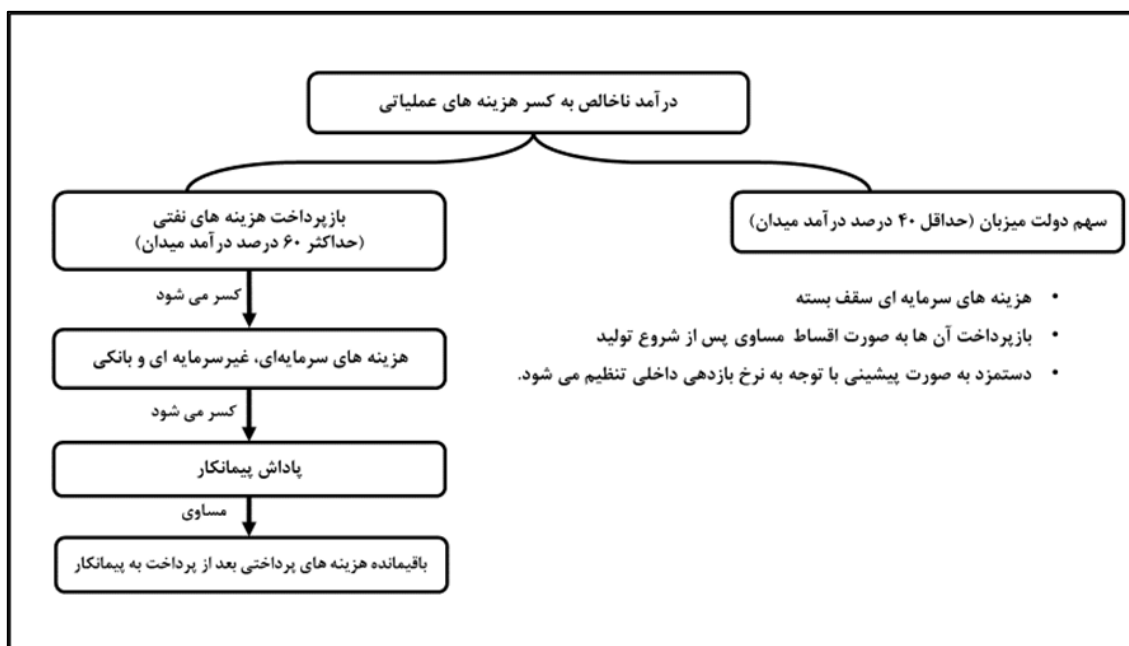 درآمد ناخالص به کسر هزینه های عملیاتی
سهم دولت میزبان (حداقل ۴۰ درصد درآمد میدان)
• هزینه های سرمایه ای سقف بسته
• بازپرداخت آن ها به صورت اقساط مساوی پس از شروع تولید
• دستمزد به صورت پیشینی با توجه به نرخ بازدهی داخلی تنظیم می شود.
بازپرداخت هزینه های نفتی
(حداکثر ۶۰ درصد درآمد میدان)
کسر می شود
هزینه های سرمایه‌ای، غیرسرمایه ای و بانکی
کسر می شود
پاداش پیمانکار
مساوی
باقیمانده هزینه های پرداختی بعد از پرداخت به پیمانکار